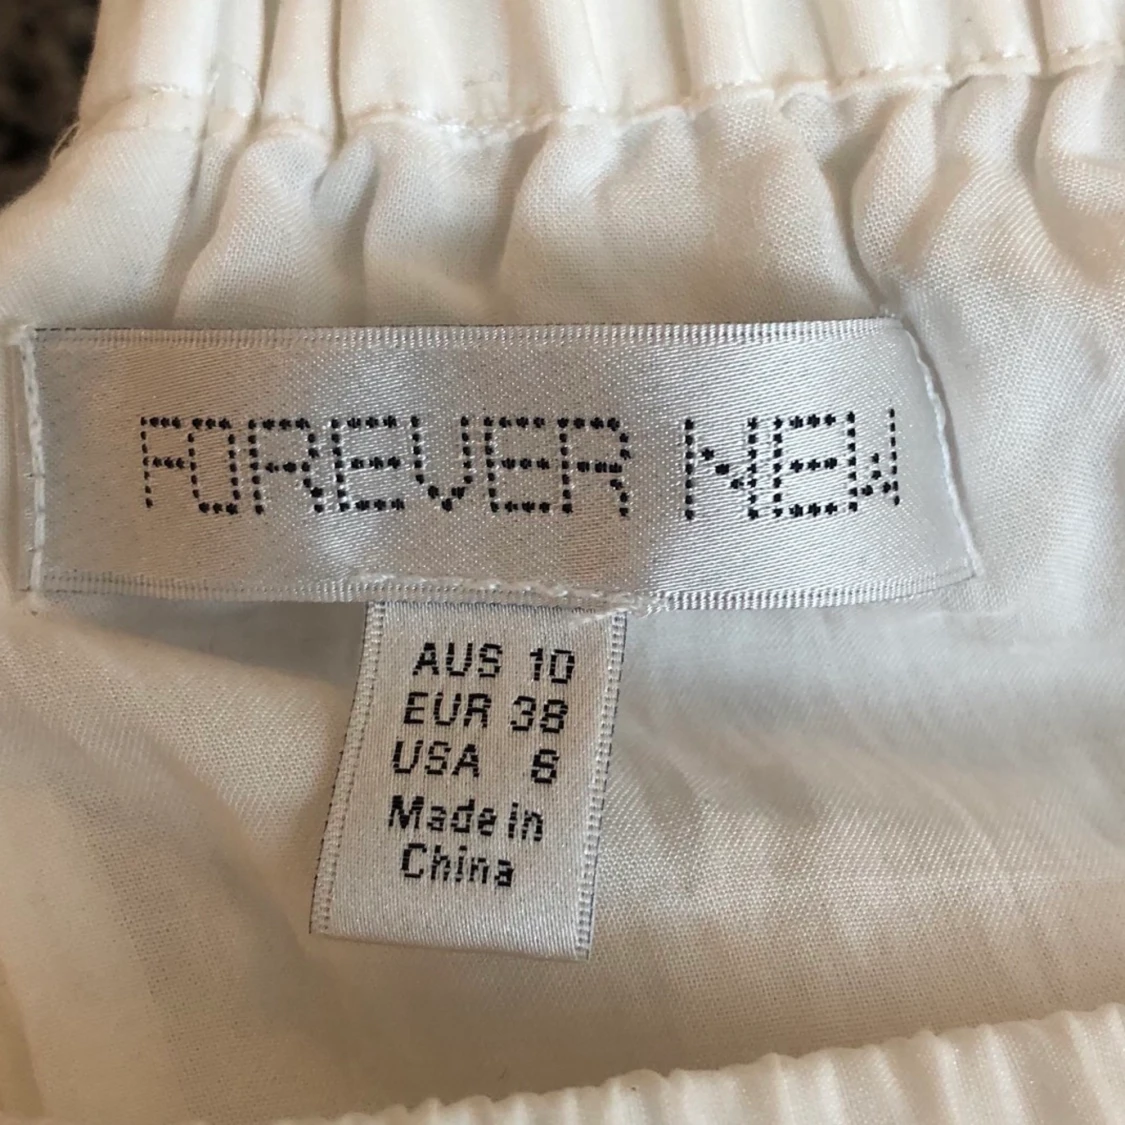 FOREVER NEW
AUS 10
EUR 38
USA 6
Made in
China